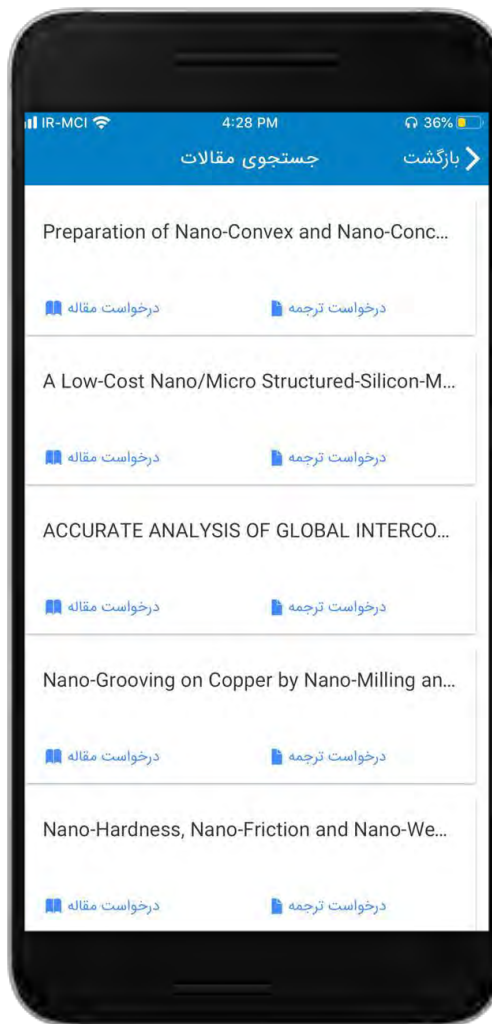 IR-MCI 4:28 PM 36%
بازگشت جستجوی مقالات
Preparation of Nano-Convex and Nano-Conc...
درخواست ترجمه درخواست مقاله
A Low-Cost Nano/Micro Structured-Silicon-M...
درخواست ترجمه درخواست مقاله
ACCURATE ANALYSIS OF GLOBAL INTERCO...
درخواست ترجمه درخواست مقاله
Nano-Grooving on Copper by Nano-Milling an...
درخواست ترجمه درخواست مقاله
Nano-Hardness, Nano-Friction and Nano-We...
درخواست ترجمه درخواست مقاله